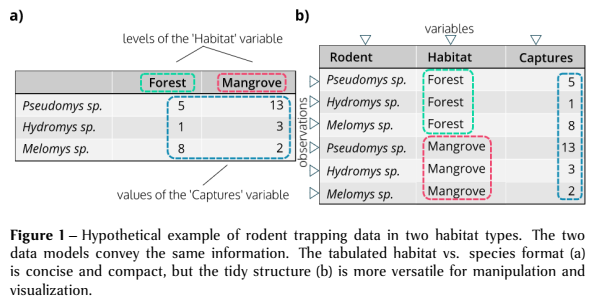 a)
levels of the 'Habitat' variable
Forest Mangrove
Pseudomys sp. 5 13
Hydromys sp. 1 3
Melomys sp. 8 2
values of the 'Captures' variable
b)
variables
observations
Rodent Habitat Captures
Pseudomys sp. Forest 5
Hydromys sp. Forest 1
Melomys sp. Forest 8
Pseudomys sp. Mangrove 13
Hydromys sp. Mangrove 3
Melomys sp. Mangrove 2
Figure 1 – Hypothetical example of rodent trapping data in two habitat types. The two
data models convey the same information. The tabulated habitat vs. species format (a)
is concise and compact, but the tidy structure (b) is more versatile for manipulation and
visualization.